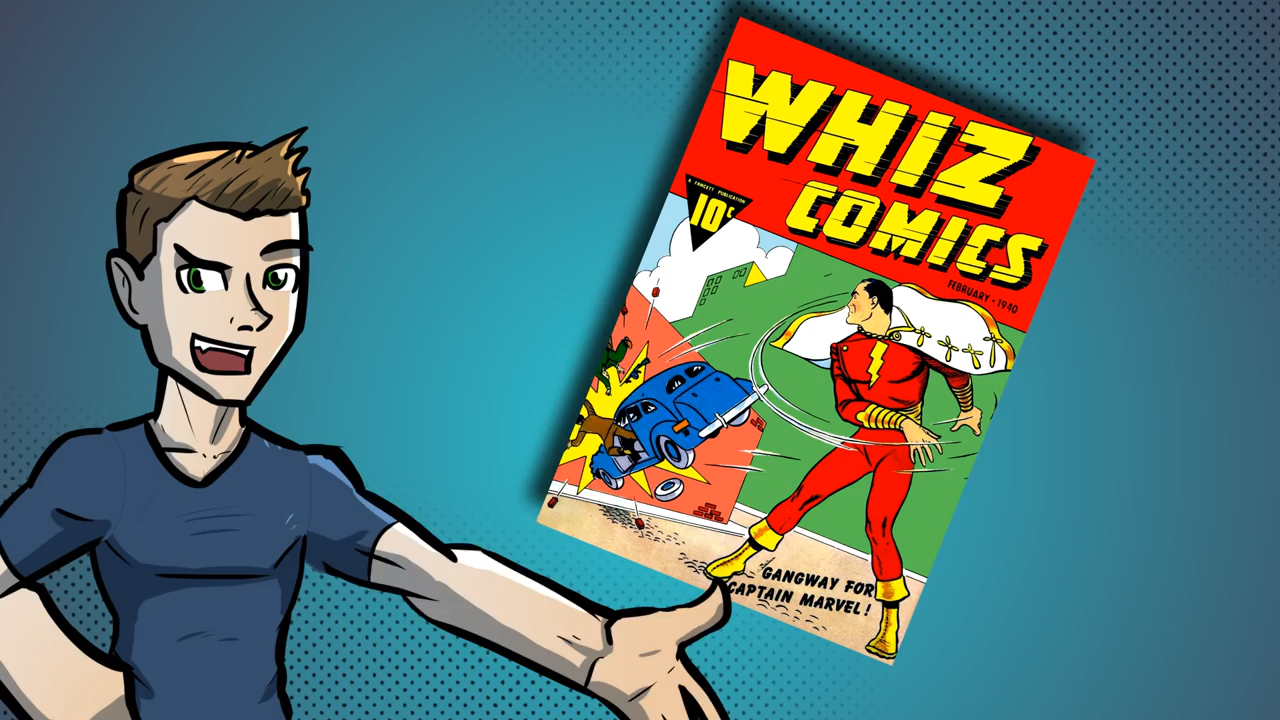 WHIZ
COMICS
A FAWCETT PUBLICATION
10¢
FEBRUARY · 1940
GANGWAY FOR
CAPTAIN MARVEL!